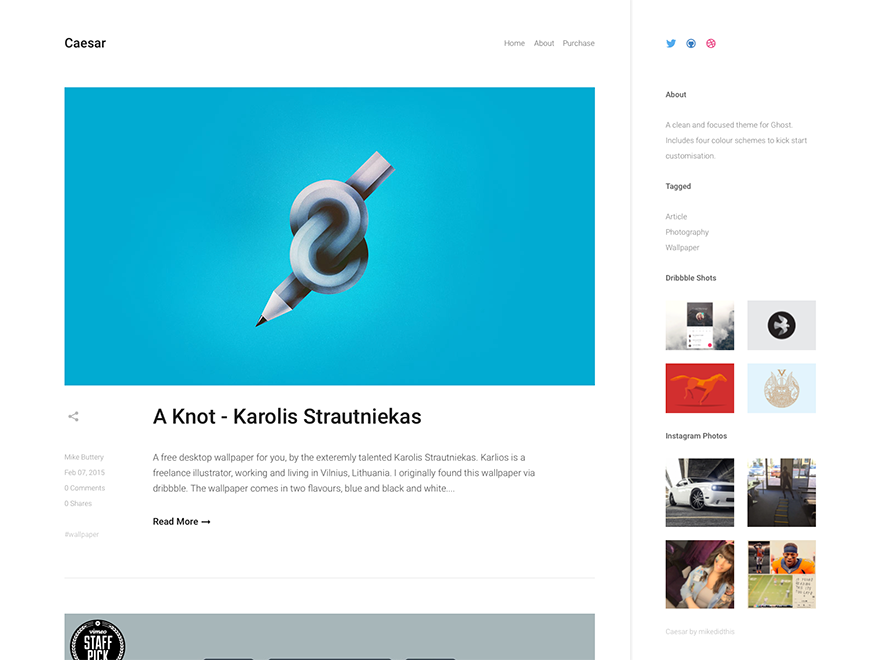 Caesar
Home About Purchase
A Knot - Karolis Strautniekas
Mike Buttery
Feb 07, 2015
0 Comments
0 Shares
#wallpaper
A free desktop wallpaper for you, by the exteremly talented Karolis Strautniekas. Karlios is a
freelance illustrator, working and living in Vilnius, Lithuania. I originally found this wallpaper via
dribbble. The wallpaper comes in two flavours, blue and black and white....
Read More
vimeo
STAFF
PICK
About
A clean and focused theme for Ghost.
Includes four colour schemes to kick start
customisation.
Tagged
Article
Photography
Wallpaper
Dribbble Shots
Instagram Photos
Caesar by mikedidthis